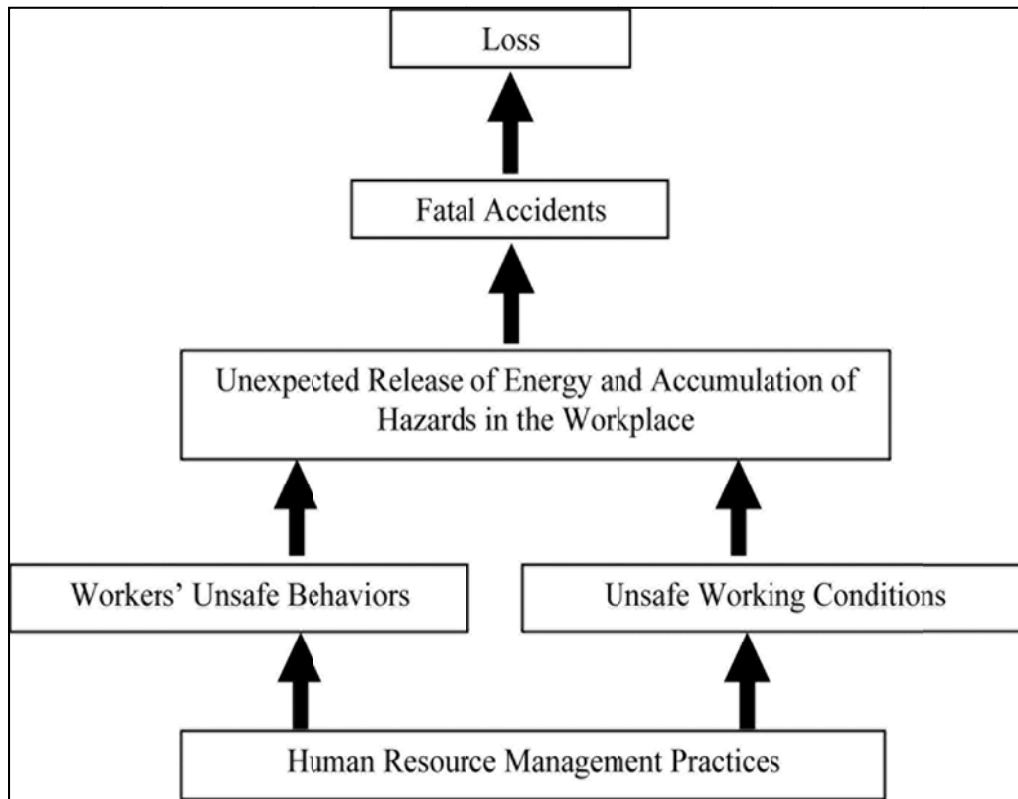 Loss
Fatal Accidents
Unexpected Release of Energy and Accumulation of
Hazards in the Workplace
Workers’ Unsafe Behaviors
Unsafe Working Conditions
Human Resource Management Practices